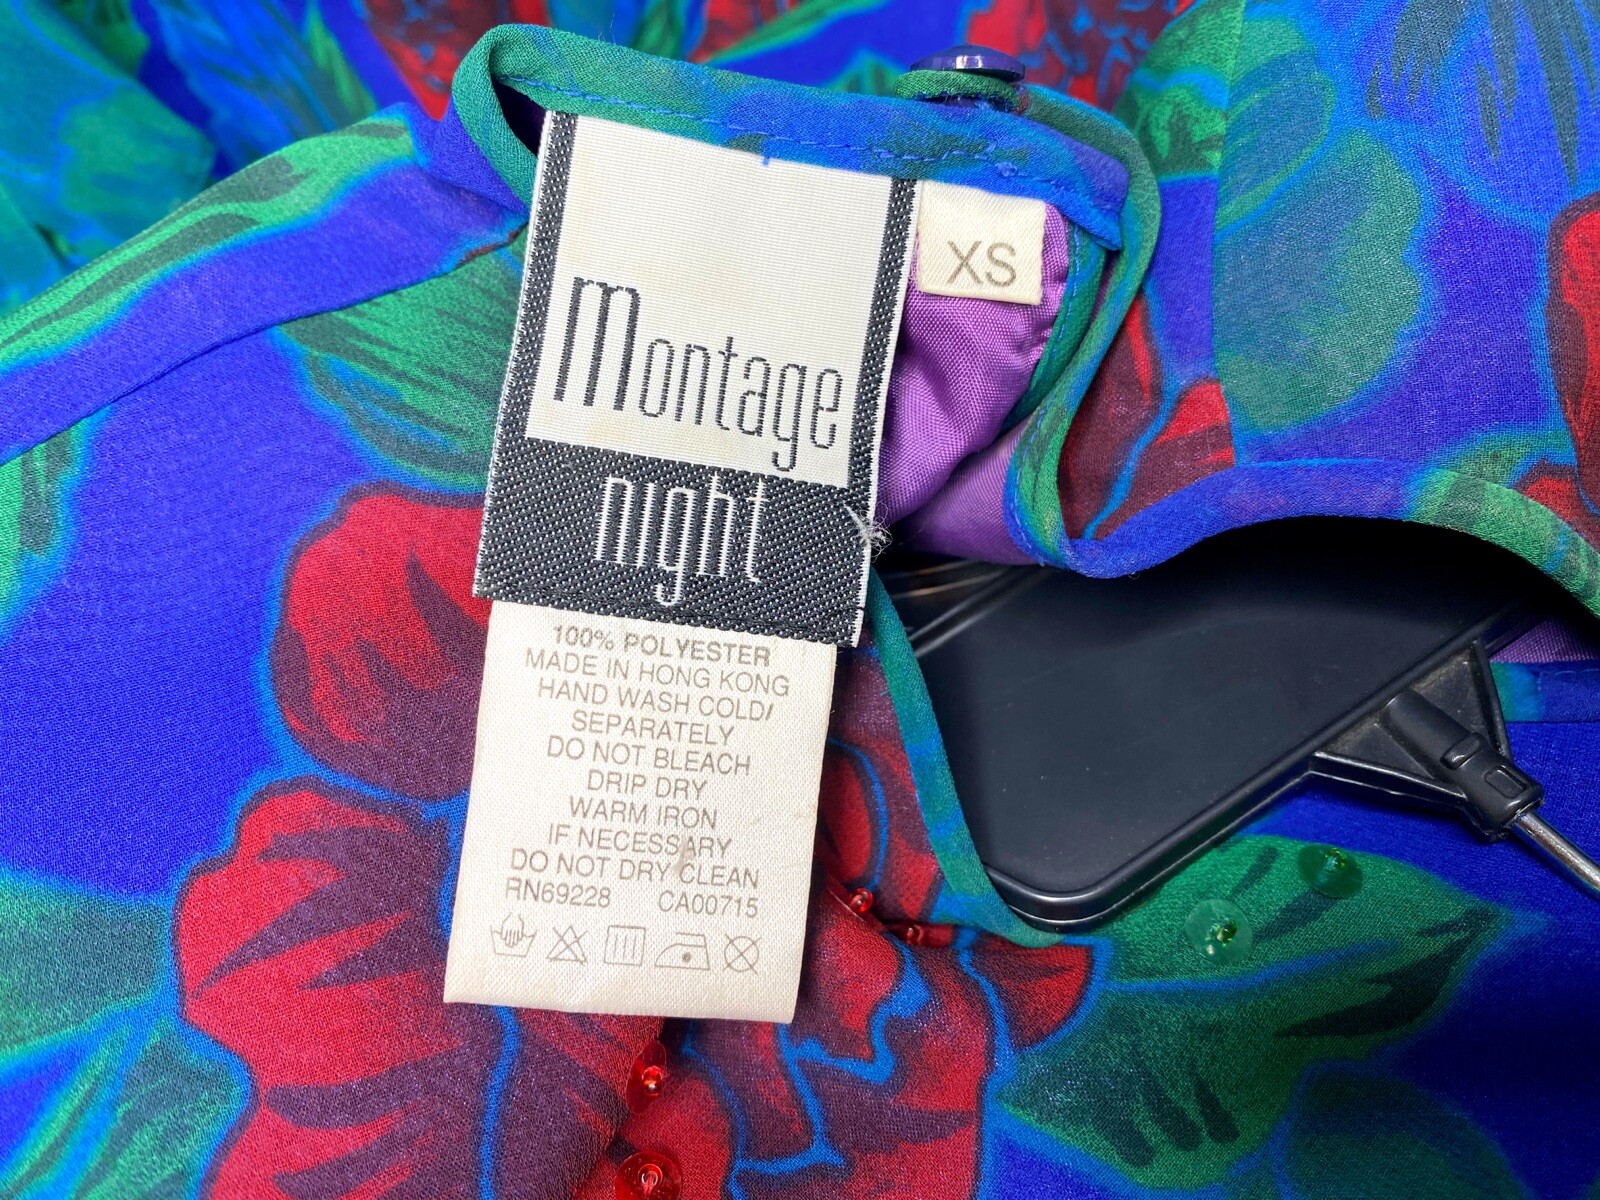 Montage
night
XS
100% POLYESTER
MADE IN HONG KONG
HAND WASH COLD/
SEPARATELY
DO NOT BLEACH
DRIP DRY
WARM IRON
IF NECESSARY
DO NOT DRY CLEAN
RN69228 CA00715